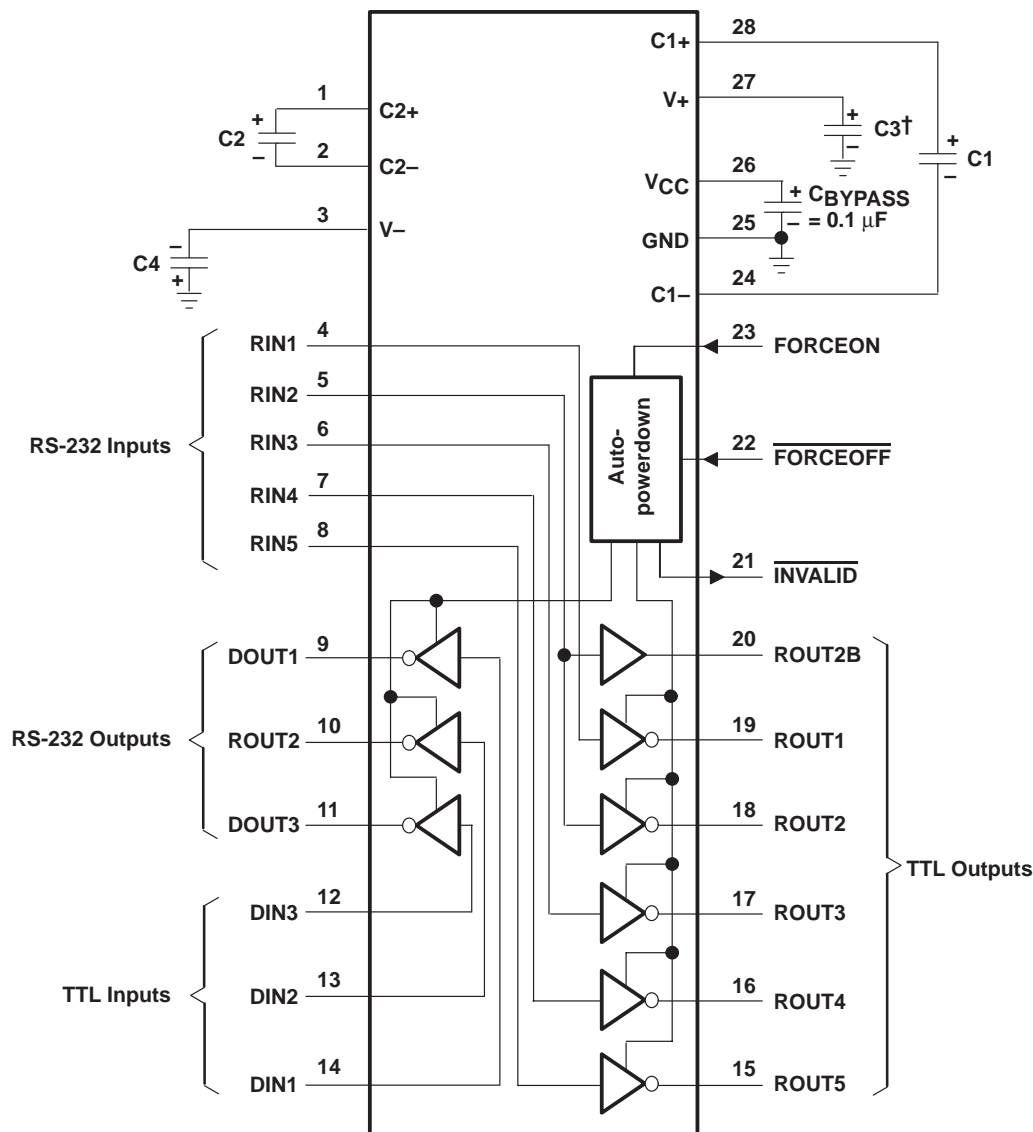 28
C1+
27
V+
+
–
C3†
+
–
C1
1
C2+
C2
+
–
2
C2–
26
VCC
+
–
CBYPASS
= 0.1 μF
25
GND
3
V–
–
C4
+
24
C1–
RS-232 Inputs
RIN1
4
RIN2
5
RIN3
6
RIN4
7
RIN5
8
23
FORCEON
Auto-
powerdown
22
FORCEOFF
21
INVALID
RS-232 Outputs
DOUT1
9
ROUT2
10
DOUT3
11
TTL Inputs
DIN3
12
DIN2
13
DIN1
14
20
ROUT2B
19
ROUT1
18
ROUT2
17
ROUT3
16
ROUT4
15
ROUT5
TTL Outputs